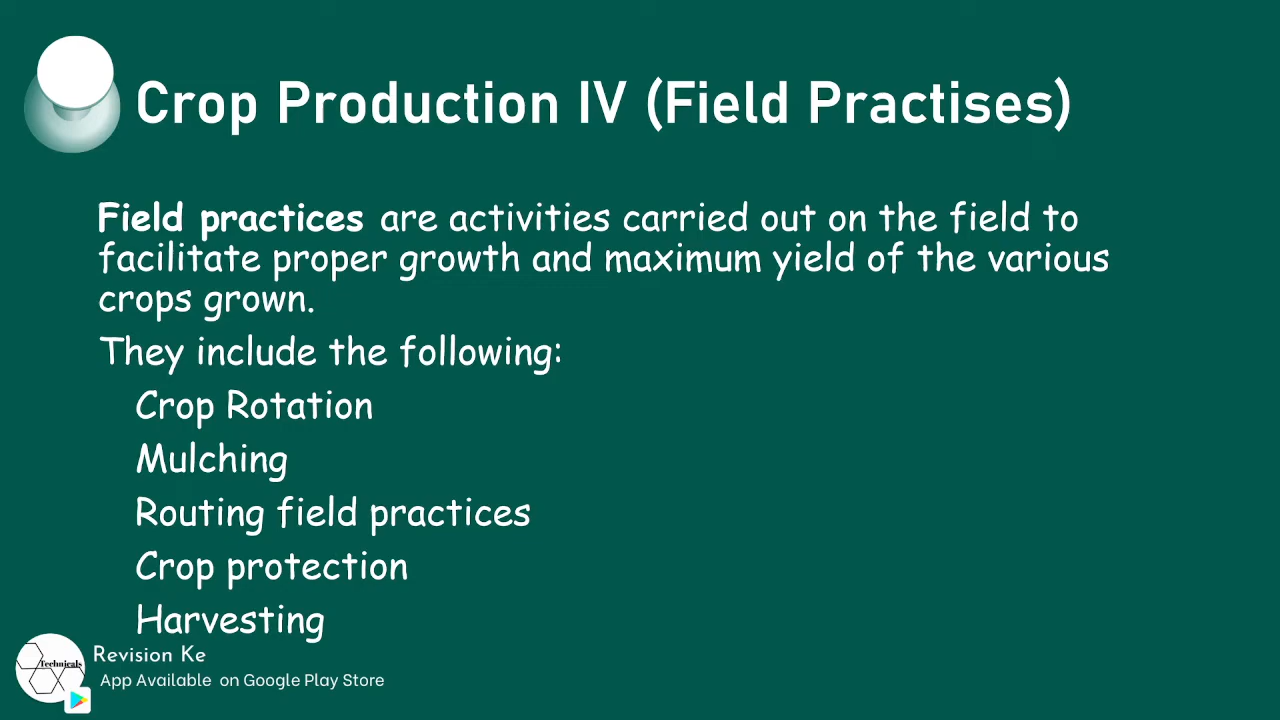 Crop Production IV (Field Practises)
Field practices are activities carried out on the field to
facilitate proper growth and maximum yield of the various
crops grown.
They include the following:
Crop Rotation
Mulching
Routing field practices
Crop protection
Harvesting
Technicals
Revision Ke
App Available on Google Play Store